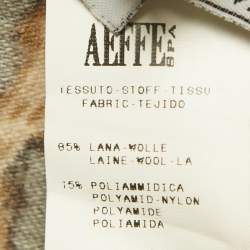 AEFFE SPA
TESSUTO-STOFF-TISSU
FABRIC-TEJIDO
85% LANA-WOLLE
LAINE-WOOL-LA
15% POLIAMMIDICA
POLYAMID-NYLON
POLYAMIDE
POLIAMIDA